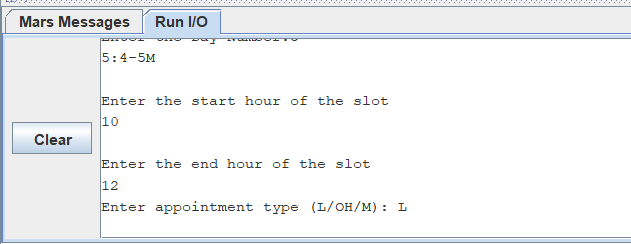 Mars Messages
Run I/O
5:4-5M
Enter the start hour of the slot
10
Clear
Enter the end hour of the slot
12
Enter appointment type (L/OH/M): L